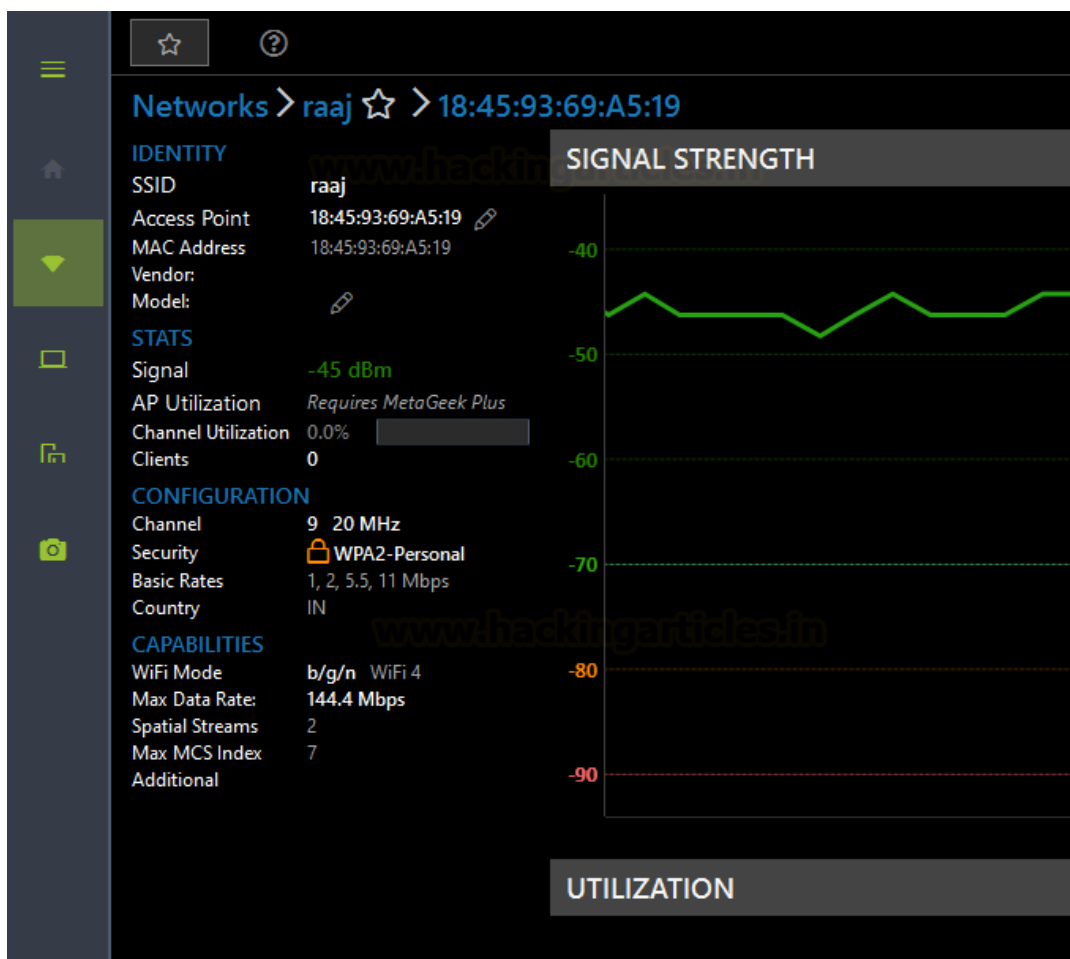 Networks > raaj > 18:45:93:69:A5:19
IDENTITY
SSID raaj
Access Point 18:45:93:69:A5:19
MAC Address 18:45:93:69:A5:19
Vendor:
Model:
STATS
Signal -45 dBm
AP Utilization Requires MetaGeek Plus
Channel Utilization 0.0%
Clients 0
CONFIGURATION
Channel 9 20 MHz
Security WPA2-Personal
Basic Rates 1, 2, 5.5, 11 Mbps
Country IN
CAPABILITIES
WiFi Mode b/g/n WiFi 4
Max Data Rate: 144.4 Mbps
Spatial Streams 2
Max MCS Index 7
Additional
www.hackingarticles.in
SIGNAL STRENGTH
-40
-50
-60
-70
-80
-90
www.hackingarticles.in
UTILIZATION